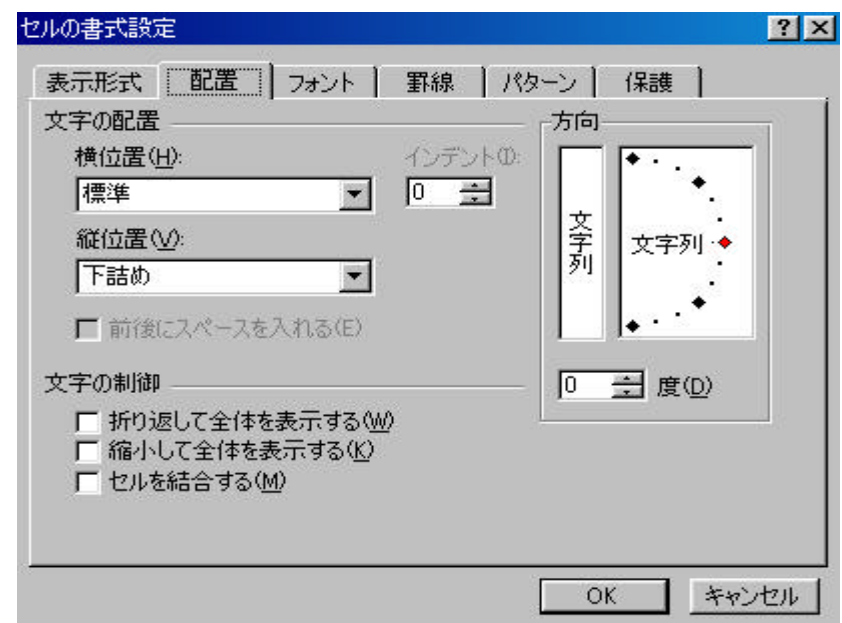 セルの書式設定
表示形式 配置 フォント 罫線 パターン 保護
文字の配置
横位置(H):
インデント(I):
標準
0
縦位置(V):
下詰め
前後にスペースを入れる(E)
方向
文字列
文字列
0 度(D)
文字の制御
折り返して全体を表示する(W)
縮小して全体を表示する(K)
セルを結合する(M)
OK キャンセル